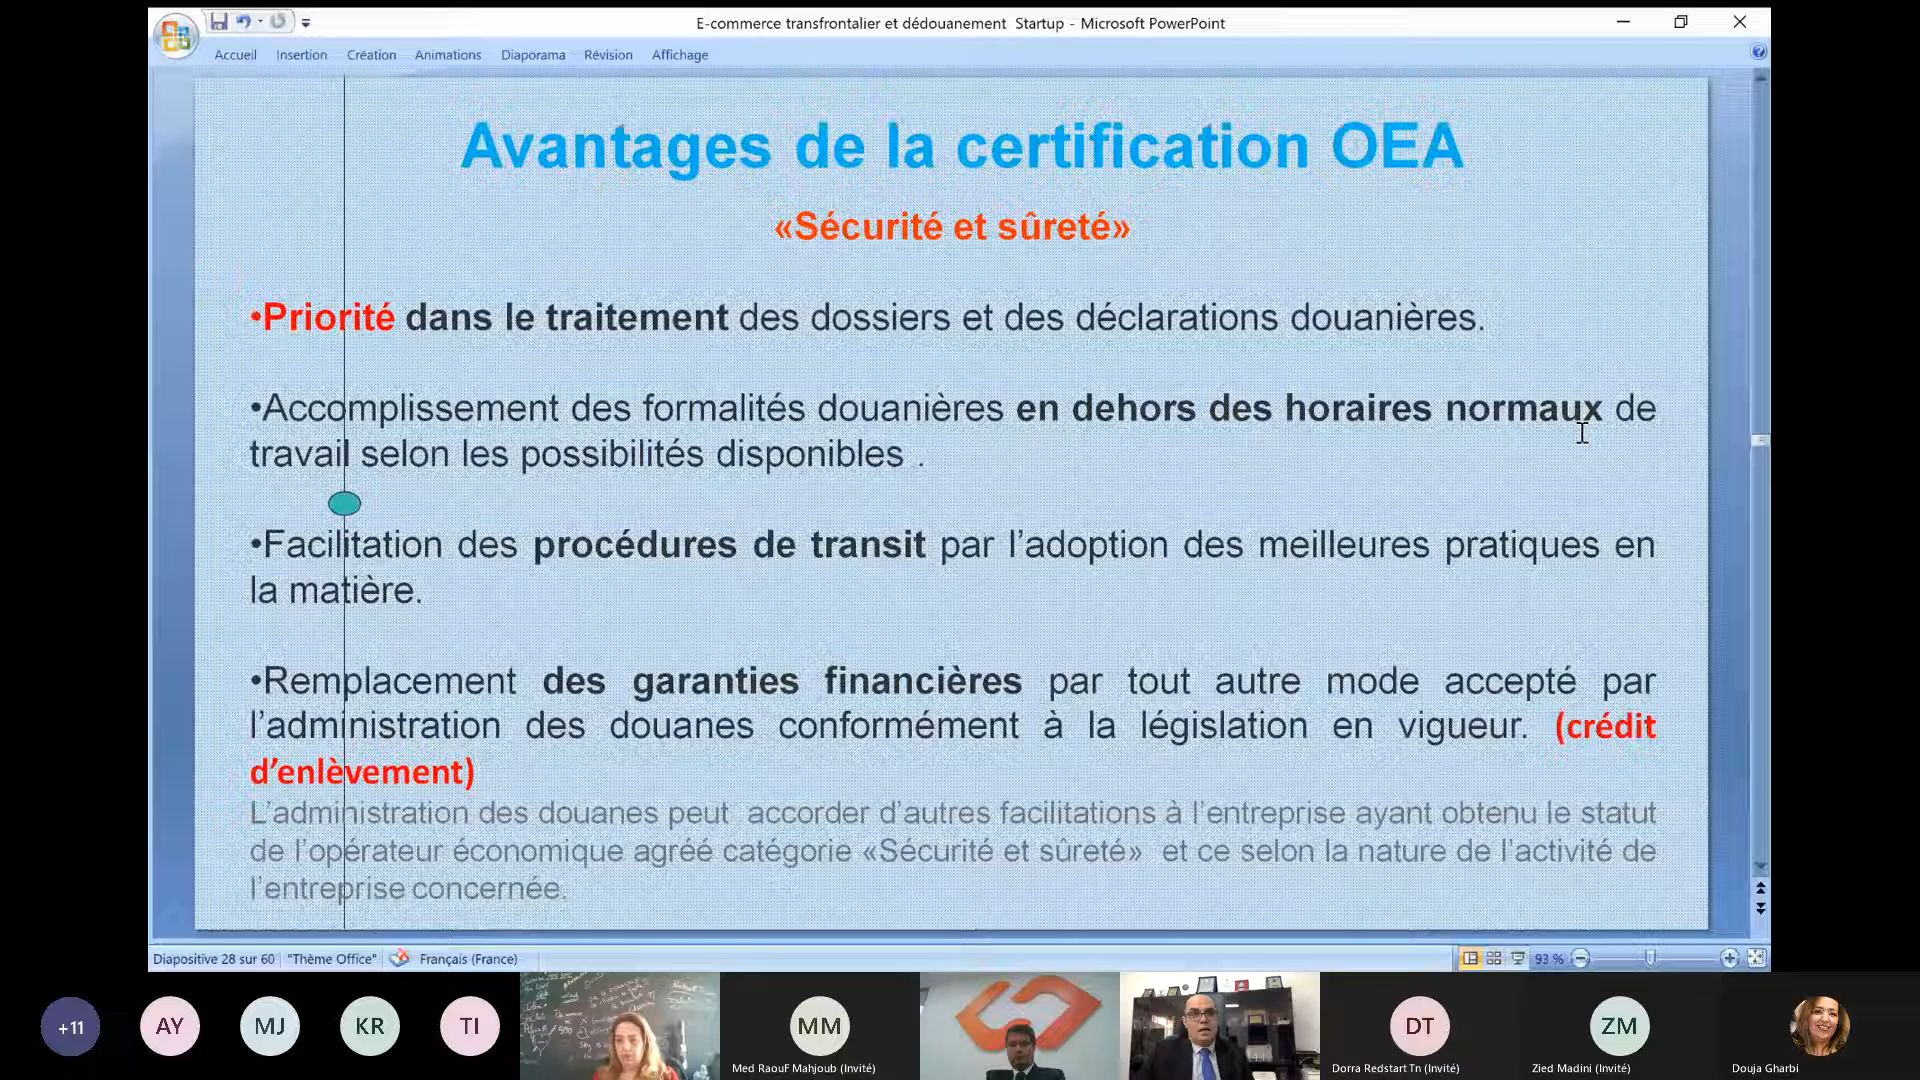 E-commerce transfrontalier et dédouanement Startup - Microsoft PowerPoint
Accueil Insertion Création Animations Diaporama Révision Affichage
Avantages de la certification OEA
«Sécurité et sûreté»
•Priorité dans le traitement des dossiers et des déclarations douanières.
•Accomplissement des formalités douanières en dehors des horaires normaux de
travail selon les possibilités disponibles .
•Facilitation des procédures de transit par l’adoption des meilleures pratiques en
la matière.
•Remplacement des garanties financières par tout autre mode accepté par
l’administration des douanes conformément à la législation en vigueur. (crédit
d’enlèvement)
L’administration des douanes peut accorder d’autres facilitations à l’entreprise ayant obtenu le statut
de l’opérateur économique agréé catégorie «Sécurité et sûreté» et ce selon la nature de l’activité de
l’entreprise concernée.
Diapositive 28 sur 60 "Thème Office" Français (France) 93 %
+11 AY MJ KR TI MM DT ZM
Med RaouF Mahjoub (Invité) Dorra Redstart Tn (Invité) Zied Madini (Invité) Douja Gharbi